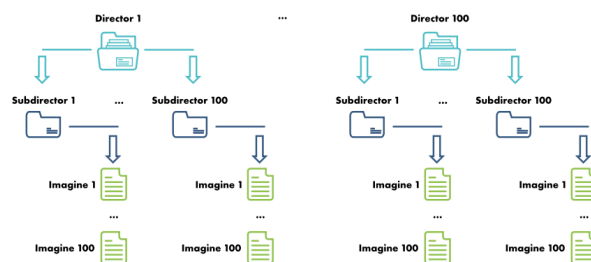 Director 1 ... Director 100
Subdirector 1 ... Subdirector 100 Subdirector 1 ... Subdirector 100
Imagine 1 Imagine 1 Imagine 1 Imagine 1
... ... ... ...
Imagine 100 Imagine 100 Imagine 100 Imagine 100